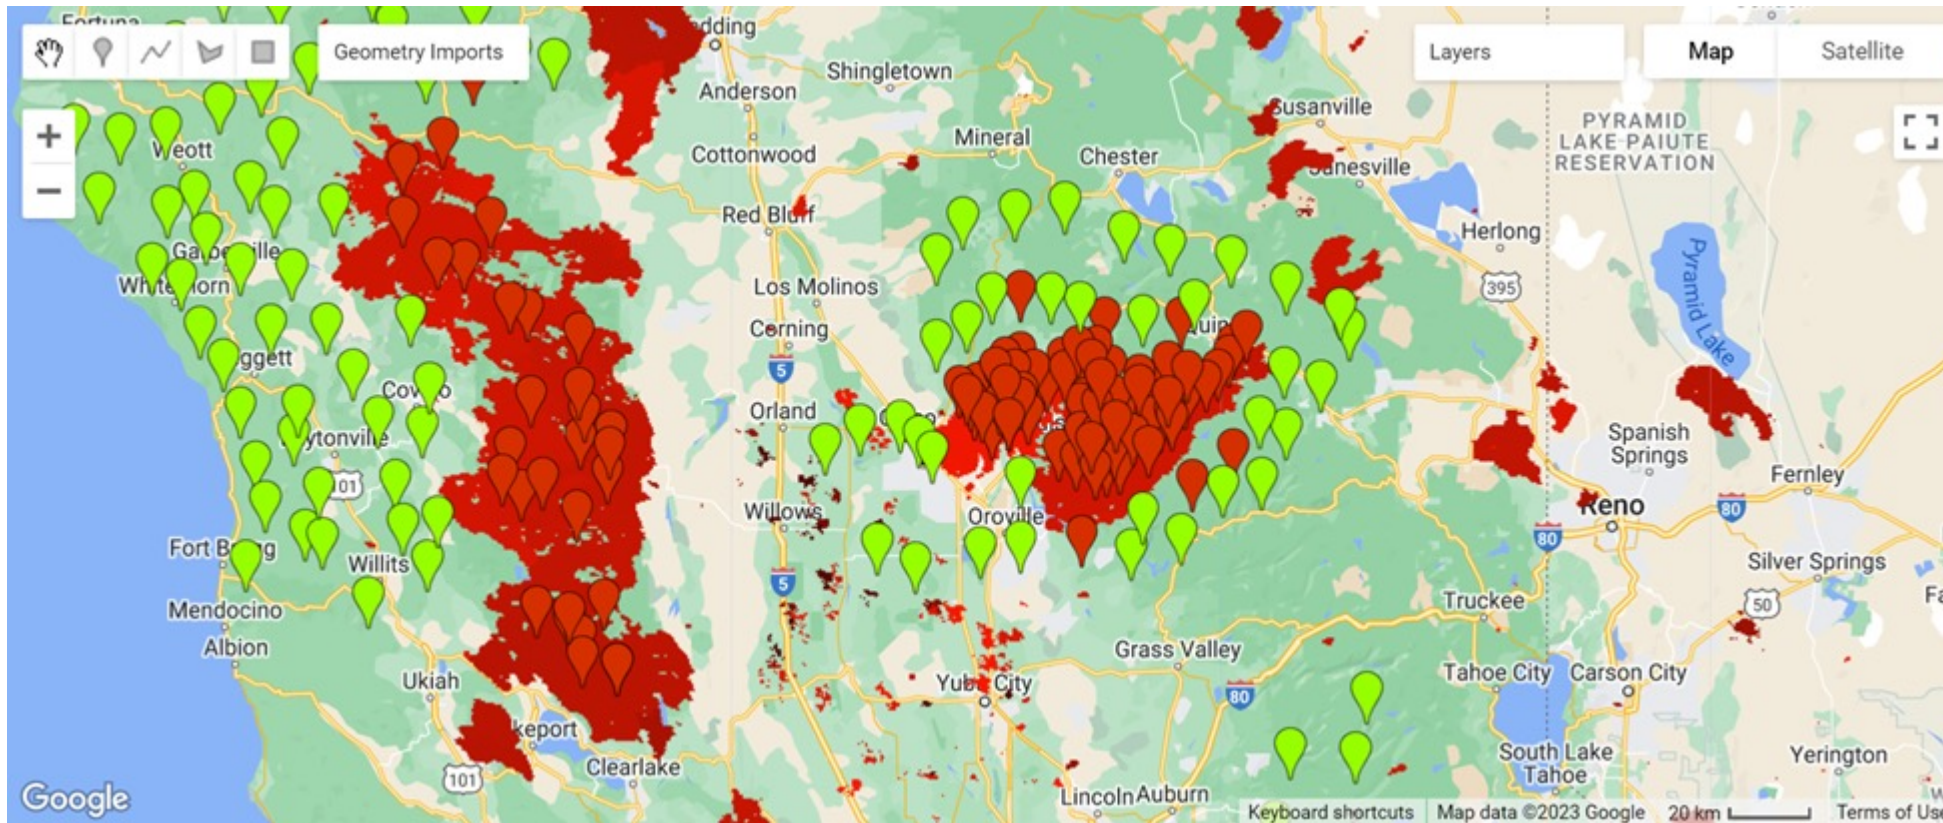 Fortuna
Geometry Imports
Layers
Map
Satellite
Shingletown
Anderson
Susanville
PYRAMID
LAKE PAIUTE
RESERVATION
Mineral
Weott
Cottonwood
Chester
Red Bluff
Herlong
Pyramid Lake
Los Molinos
395
Corning
5
Orland
Spanish
Springs
101
Fernley
Willows
Oroville
Reno
80
80
Fort Bragg
Willits
5
Silver Springs
Mendocino
Truckee
50
Albion
Grass Valley
Ukiah
Yuba City
80
Tahoe City
Carson City
South Lake
Tahoe
Yerington
Clearlake
101
Google
Lincoln
Auburn
Keyboard shortcuts
Map data ©2023 Google
20 km
Terms of Use